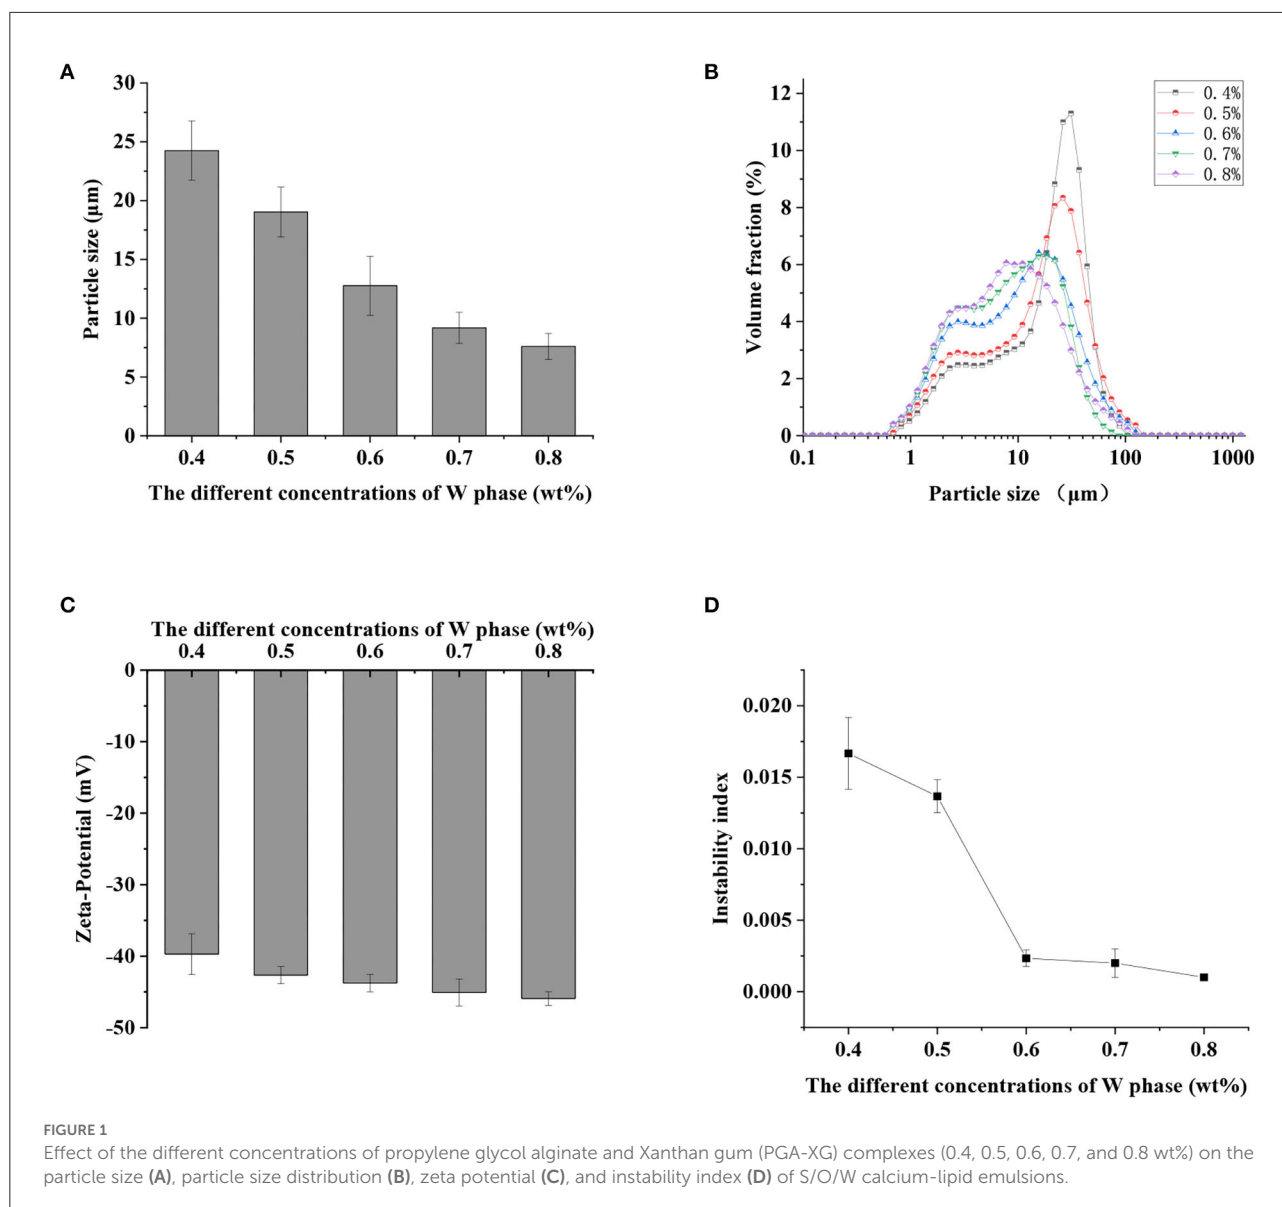 A
30
25
20
15
10
5
0
Particle size (μm)
0.4 0.5 0.6 0.7 0.8
The different concentrations of W phase (wt%)
B
12
10
8
6
4
2
0
Volume fraction (%)
0.4%
0.5%
0.6%
0.7%
0.8%
0.1 1 10 100 1000
Particle size （μm）
C
The different concentrations of W phase (wt%)
0.4 0.5 0.6 0.7 0.8
0
-10
-20
-30
-40
-50
Zeta-Potential (mV)
D
0.020
0.015
0.010
0.005
0.000
Instability index
0.4 0.5 0.6 0.7 0.8
The different concentrations of W phase (wt%)
FIGURE 1
Effect of the different concentrations of propylene glycol alginate and Xanthan gum (PGA-XG) complexes (0.4, 0.5, 0.6, 0.7, and 0.8 wt%) on the
particle size (A), particle size distribution (B), zeta potential (C), and instability index (D) of S/O/W calcium-lipid emulsions.